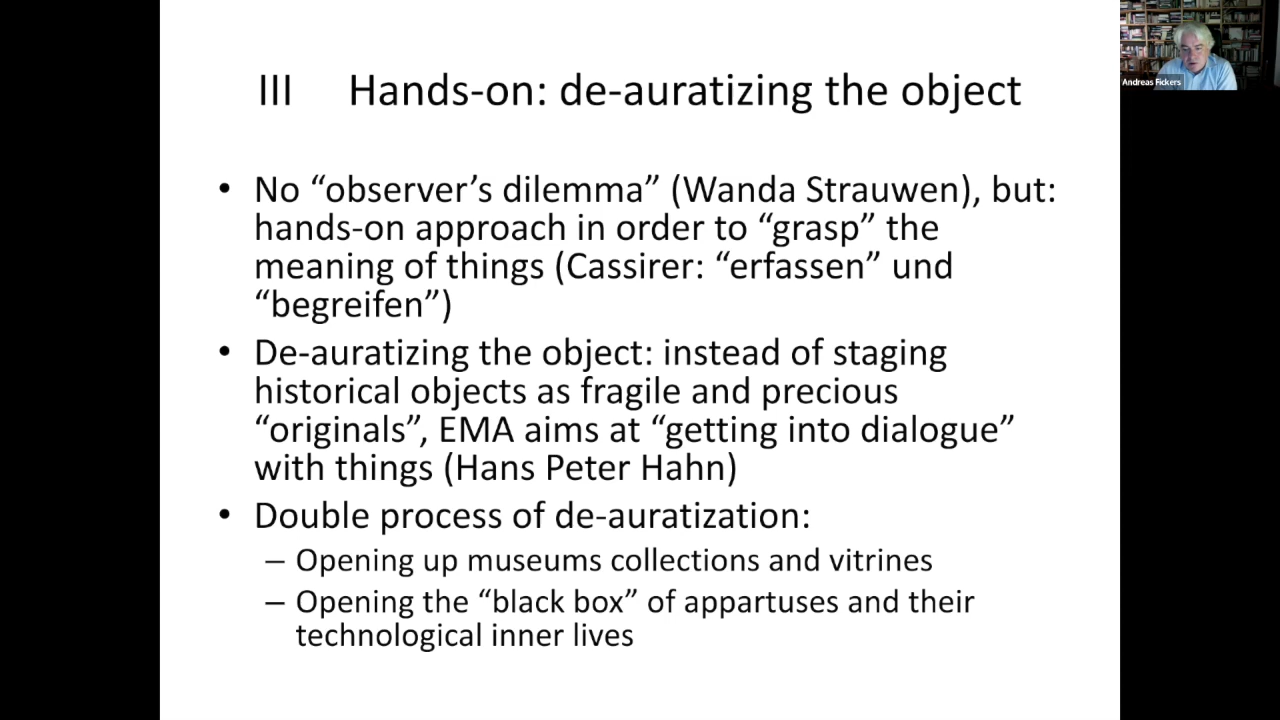 III Hands-on: de-auratizing the object
• No “observer’s dilemma” (Wanda Strauwen), but:
hands-on approach in order to “grasp” the
meaning of things (Cassirer: “erfassen” und
“begreifen”)
• De-auratizing the object: instead of staging
historical objects as fragile and precious
“originals”, EMA aims at “getting into dialogue”
with things (Hans Peter Hahn)
• Double process of de-auratization:
– Opening up museums collections and vitrines
– Opening the “black box” of appartuses and their
technological inner lives
Andreas Fickers